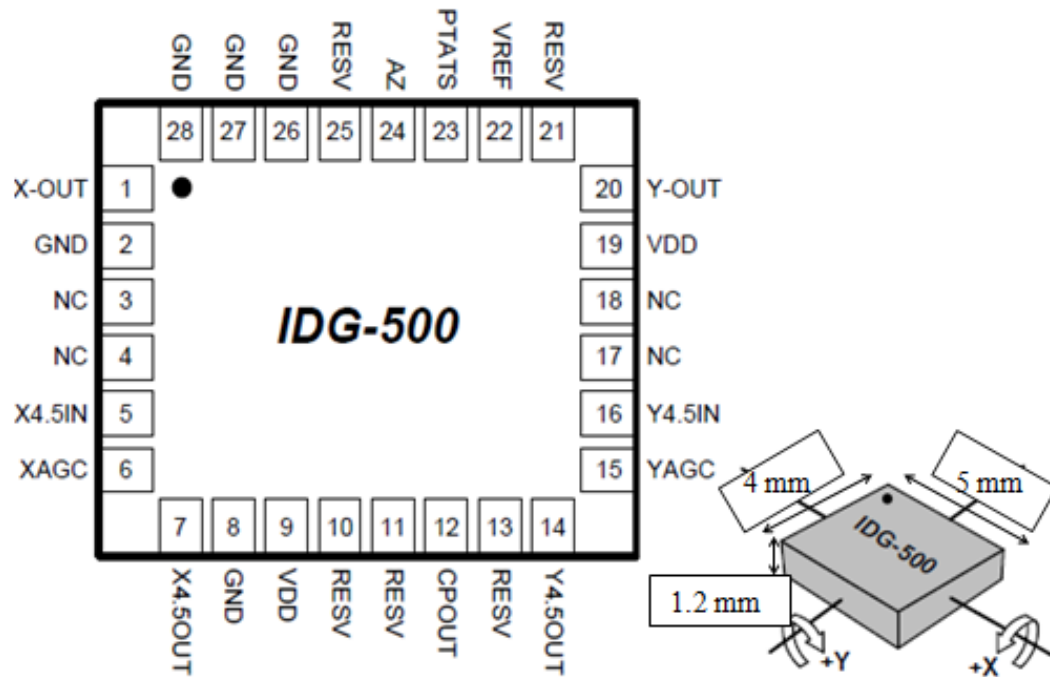 GND GND GND RESV AZ PTATS VREF RESV
28 27 26 25 24 23 22 21
X-OUT 1
GND 2
NC 3
NC 4
X4.5IN 5
XAGC 6
IDG-500
20 Y-OUT
19 VDD
18 NC
17 NC
16 Y4.5IN
15 YAGC
7 8 9 10 11 12 13 14
X4.5OUT GND VDD RESV RESV CPOUT RESV Y4.5OUT
4 mm
5 mm
IDG-500
1.2 mm
+Y
+X